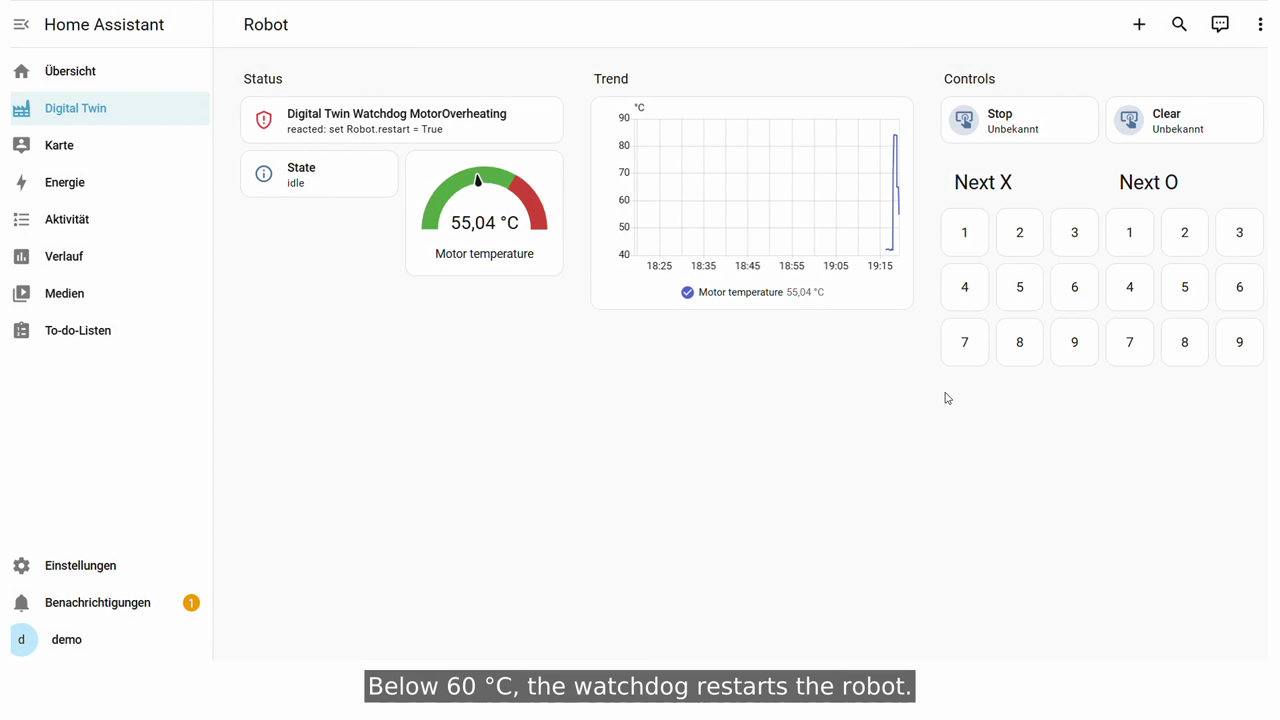 Home Assistant
Robot
Übersicht
Digital Twin
Karte
Energie
Aktivität
Verlauf
Medien
To-do-Listen
Einstellungen
Benachrichtigungen
1
d
demo
Status
Digital Twin Watchdog MotorOverheating
reacted: set Robot.restart = True
State
idle
55,04 °C
Motor temperature
Trend
°C
90
80
70
60
50
40
18:25 18:35 18:45 18:55 19:05 19:15
Motor temperature 55,04 °C
Controls
Stop
Unbekannt
Clear
Unbekannt
Next X
Next O
1 2 3 1 2 3
4 5 6 4 5 6
7 8 9 7 8 9
Below 60 °C, the watchdog restarts the robot.